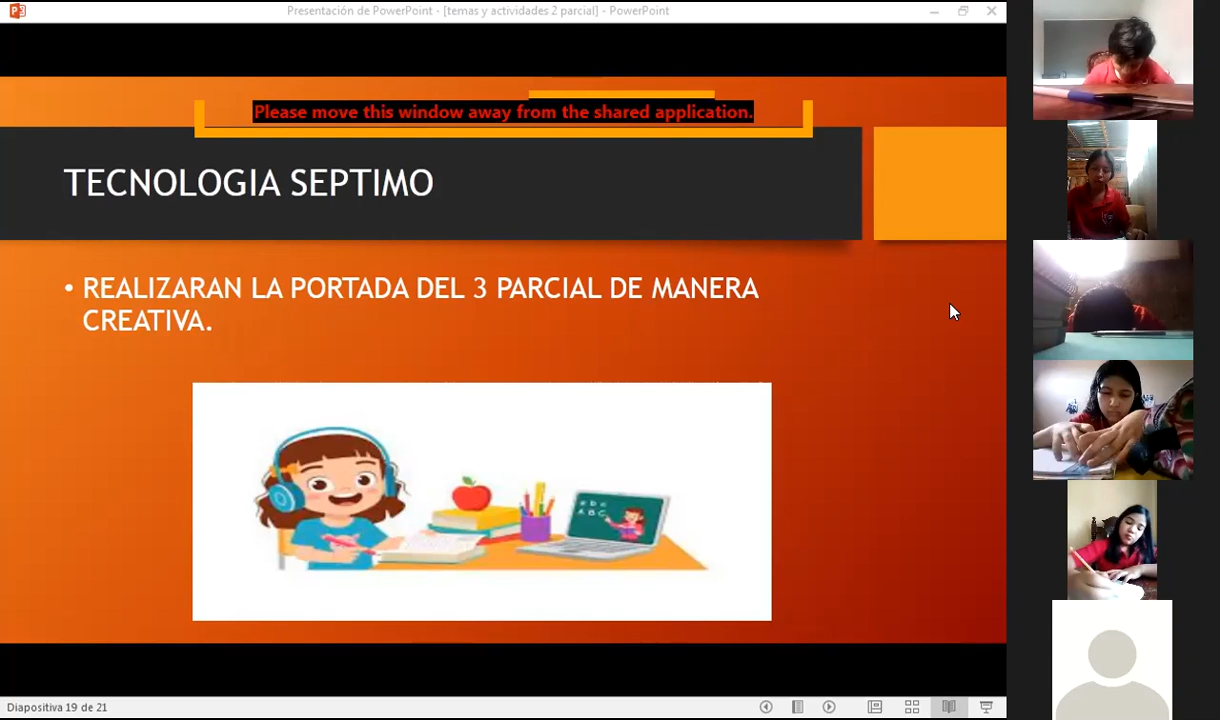 Presentación de PowerPoint - [temas y actividades 2 parcial] - PowerPoint
Please move this window away from the shared application.
TECNOLOGIA SEPTIMO
• REALIZARAN LA PORTADA DEL 3 PARCIAL DE MANERA
CREATIVA.
Diapositiva 19 de 21